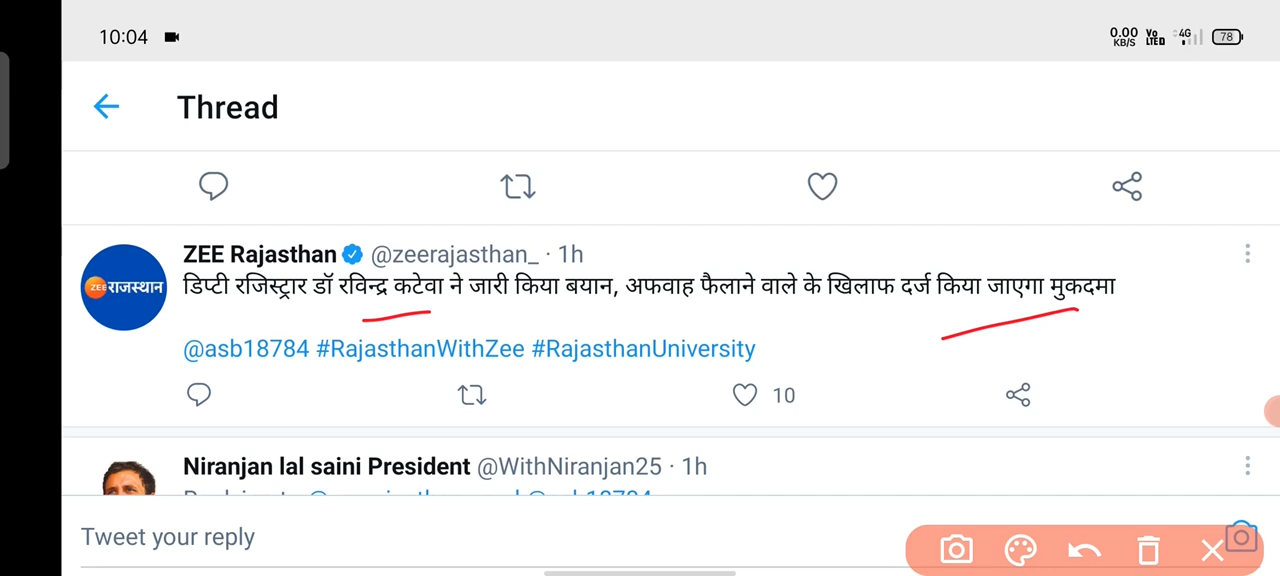 10:04
0.00 KB/S Vo LTED 4G 78
Thread
ZEE Rajasthan @zeerajasthan_ · 1h
ZEE राजस्थान
डिप्टी रजिस्ट्रार डॉ रविन्द्र कटेवा ने जारी किया बयान, अफवाह फैलाने वाले के खिलाफ दर्ज किया जाएगा मुकदमा
@asb18784 #RajasthanWithZee #RajasthanUniversity
10
Niranjan lal saini President @WithNiranjan25 · 1h
Tweet your reply